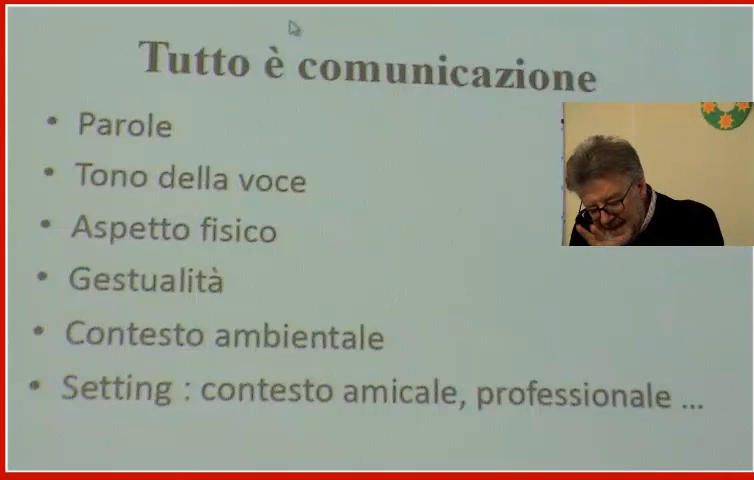 Tutto è comunicazione
• Parole
• Tono della voce
• Aspetto fisico
• Gestualità
• Contesto ambientale
• Setting : contesto amicale, professionale ...